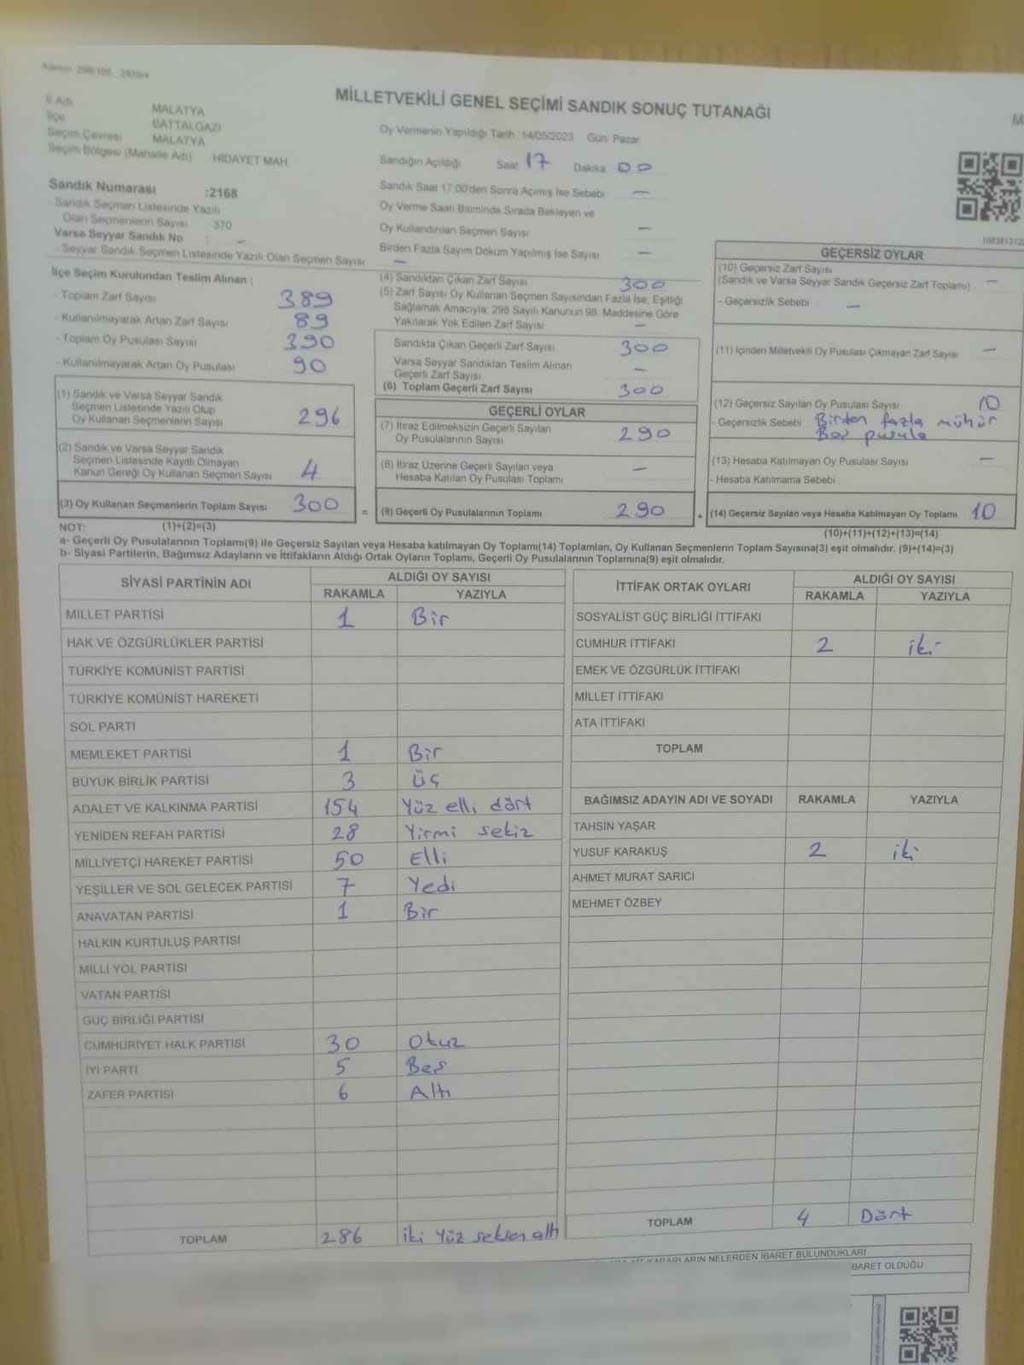 MİLLETVEKİLİ GENEL SEÇİMİ SANDIK SONUÇ TUTANAĞI
İl Adı MALATYA
İlçe BATTALGAZİ
Seçim Çevresi MALATYA
Seçim Bölgesi (Mahalle Adı) HİDAYET MAH.
Sandık Numarası :2168
Sandık Seçmen Listesinde Yazılı
Olan Seçmenlerin Sayısı 370
Varsa Seyyar Sandık No : -
- Seyyar Sandık Seçmen Listesinde Yazılı Olan Seçmen Sayısı -
Oy Vermenin Yapıldığı Tarih :14/05/2023 Gün: Pazar
Sandığın Açıldığı Saat 17 Dakika 00
Sandık Saat 17:00'den Sonra Açılmış İse Sebebi -
Oy Verme Saati Bitiminde Sırada Bekleyen ve
Oy Kullandırılan Seçmen Sayısı -
Birden Fazla Sayım Döküm Yapılmış İse Sayısı -
İlçe Seçim Kurulundan Teslim Alınan :
- Toplam Zarf Sayısı 389
- Kullanılmayarak Artan Zarf Sayısı 89
- Toplam Oy Pusulası Sayısı 390
- Kullanılmayarak Artan Oy Pusulası 90
(1) Sandık ve Varsa Seyyar Sandık
Seçmen Listesinde Yazılı Olup
Oy Kullanan Seçmenlerin Sayısı 296
(2) Sandık ve Varsa Seyyar Sandık
Seçmen Listesinde Kayıtlı Olmayan
Kanun Gereği Oy Kullanan Seçmen Sayısı 4
(3) Oy Kullanan Seçmenlerin Toplam Sayısı 300
(4) Sandıktan Çıkan Zarf Sayısı 300
(5) Zarf Sayısı Oy Kullanan Seçmen Sayısından Fazla İse, Eşitliği
Sağlamak Amacıyla; 298 Sayılı Kanunun 98. Maddesine Göre
Yakılarak Yok Edilen Zarf Sayısı -
Sandıkta Çıkan Geçerli Zarf Sayısı 300
Varsa Seyyar Sandıktan Teslim Alınan
Geçerli Zarf Sayısı -
(6) Toplam Geçerli Zarf Sayısı 300
GEÇERLİ OYLAR
(7) İtiraz Edilmeksizin Geçerli Sayılan
Oy Pusulalarının Sayısı 290
(8) İtiraz Üzerine Geçerli Sayılan veya
Hesaba Katılan Oy Pusulası Toplamı -
= (9) Geçerli Oy Pusulalarının Toplamı 290
GEÇERSİZ OYLAR
(10) Geçersiz Zarf Sayısı
(Sandık ve Varsa Seyyar Sandık Geçersiz Zarf Toplamı) -
- Geçersizlik Sebebi -
(11) İçinden Milletvekili Oy Pusulası Çıkmayan Zarf Sayısı -
(12) Geçersiz Sayılan Oy Pusulası Sayısı 10
- Geçersizlik Sebebi Birden fazla mühür
Boş pusula
(13) Hesaba Katılmayan Oy Pusulası Sayısı -
- Hesaba Katılmama Sebebi
+ (14) Geçersiz Sayılan veya Hesaba Katılmayan Oy Toplamı 10
NOT: (1)+(2)=(3)
(10)+(11)+(12)+(13)=(14)
a- Geçerli Oy Pusulalarının Toplamı(9) ile Geçersiz Sayılan veya Hesaba katılmayan Oy Toplamı(14) Toplamları, Oy Kullanan Seçmenlerin Toplam Sayısına(3) eşit olmalıdır. (9)+(14)=(3)
b- Siyasi Partilerin, Bağımsız Adayların ve İttifakların Aldığı Ortak Oyların Toplamı, Geçerli Oy Pusulalarının Toplamına(9) eşit olmalıdır.
SİYASİ PARTİNİN ADI ALDIĞI OY SAYISI
RAKAMLA YAZIYLA
MİLLET PARTİSİ 1 Bir
HAK VE ÖZGÜRLÜKLER PARTİSİ
TÜRKİYE KOMÜNİST PARTİSİ
TÜRKİYE KOMÜNİST HAREKETİ
SOL PARTİ
MEMLEKET PARTİSİ 1 Bir
BÜYÜK BİRLİK PARTİSİ 3 üç
ADALET VE KALKINMA PARTİSİ 154 Yüz elli dört
YENİDEN REFAH PARTİSİ 28 Yirmi sekiz
MİLLİYETÇİ HAREKET PARTİSİ 50 Elli
YEŞİLLER VE SOL GELECEK PARTİSİ 7 Yedi
ANAVATAN PARTİSİ 1 Bir
HALKIN KURTULUŞ PARTİSİ
MİLLİ YOL PARTİSİ
VATAN PARTİSİ
GÜÇ BİRLİĞİ PARTİSİ
CUMHURİYET HALK PARTİSİ 30 Otuz
İYİ PARTİ 5 Beş
ZAFER PARTİSİ 6 Altı
TOPLAM 286 iki Yüz seksen altı
İTTİFAK ORTAK OYLARI ALDIĞI OY SAYISI
RAKAMLA YAZIYLA
SOSYALİST GÜÇ BİRLİĞİ İTTİFAKI
CUMHUR İTTİFAKI 2 iki
EMEK VE ÖZGÜRLÜK İTTİFAKI
MİLLET İTTİFAKI
ATA İTTİFAKI
TOPLAM
BAĞIMSIZ ADAYIN ADI VE SOYADI RAKAMLA YAZIYLA
TAHSİN YAŞAR
YUSUF KARAKUŞ 2 iki
AHMET MURAT SARICI
MEHMET ÖZBEY
TOPLAM 4 Dört
KARARLARIN NELERDEN İBARET BULUNDUKLARI
İBARET OLDUĞU